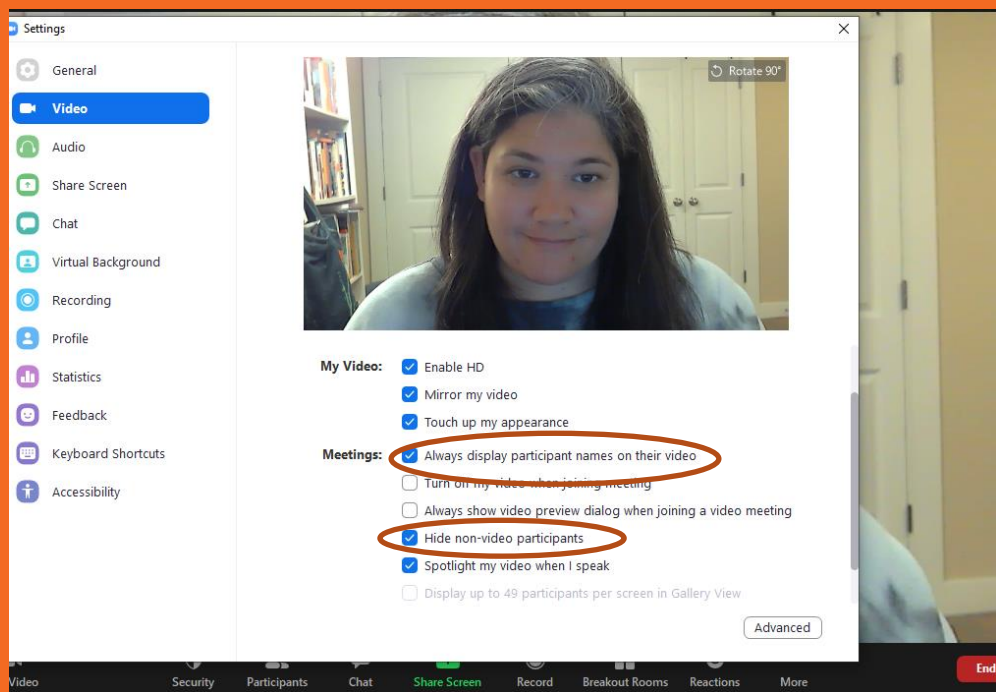 Settings
General
Rotate 90°
Video
Audio
Share Screen
Chat
Virtual Background
Recording
Profile
Statistics
Feedback
Keyboard Shortcuts
Accessibility
My Video:
Enable HD
Mirror my video
Touch up my appearance
Meetings:
Always display participant names on their video
Turn off my video when joining meeting
Always show video preview dialog when joining a video meeting
Hide non-video participants
Spotlight my video when I speak
Display up to 49 participants per screen in Gallery View
Advanced
Video
Security
Participants
Chat
Share Screen
Record
Breakout Rooms
Reactions
More
End